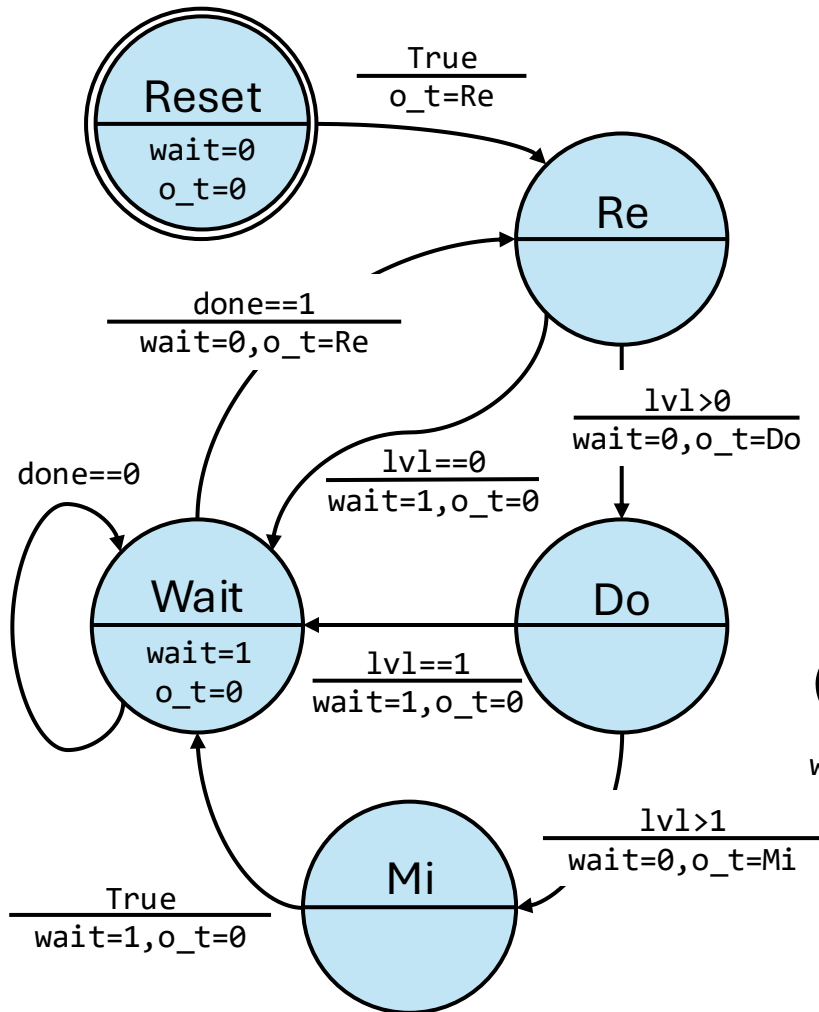 Reset
wait=0
o_t=0
True
o_t=Re
Re
done==1
wait=0,o_t=Re
lvl>0
wait=0,o_t=Do
lvl==0
wait=1,o_t=0
done==0
Wait
wait=1
o_t=0
Do
lvl==1
wait=1,o_t=0
w
lvl>1
wait=0,o_t=Mi
Mi
True
wait=1,o_t=0